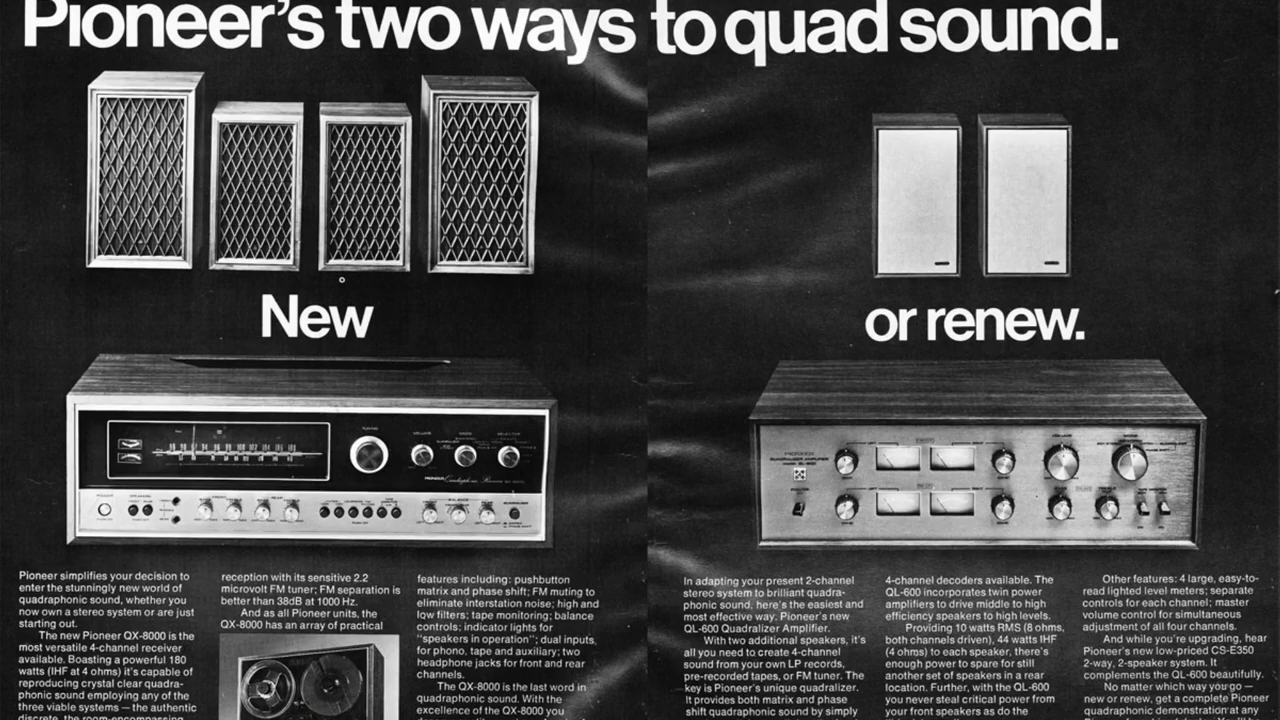 Pioneer's two ways to quad sound.
New
or renew.
Pioneer simplifies your decision to
enter the stunningly new world of
quadraphonic sound, whether you
now own a stereo system or are just
starting out.
The new Pioneer QX-8000 is the
most versatile 4-channel receiver
available. Boasting a powerful 180
watts (IHF at 4 ohms) it's capable of
reproducing crystal clear quadra-
phonic sound employing any of the
three viable systems — the authentic
discrete, the room-encompassing
reception with its sensitive 2.2
microvolt FM tuner; FM separation is
better than 38dB at 1000 Hz.
And as all Pioneer units, the
QX-8000 has an array of practical
features including: pushbutton
matrix and phase shift; FM muting to
eliminate interstation noise; high and
low filters; tape monitoring; balance
controls; indicator lights for
"speakers in operation"; dual inputs,
for phono, tape and auxiliary; two
headphone jacks for front and rear
channels.
The QX-8000 is the last word in
quadraphonic sound. With the
excellence of the QX-8000 you
In adapting your present 2-channel
stereo system to brilliant quadra-
phonic sound, here's the easiest and
most effective way. Pioneer's new
QL-600 Quadralizer Amplifier.
With two additional speakers, it's
all you need to create 4-channel
sound from your own LP records,
pre-recorded tapes, or FM tuner. The
key is Pioneer's unique quadralizer.
It provides both matrix and phase
shift quadraphonic sound by simply
4-channel decoders available. The
QL-600 incorporates twin power
amplifiers to drive middle to high
efficiency speakers to high levels.
Providing 10 watts RMS (8 ohms,
both channels driven), 44 watts IHF
(4 ohms) to each speaker, there's
enough power to spare for still
another set of speakers in a rear
location. Further, with the QL-600
you never steal critical power from
your front speakers as do the
Other features: 4 large, easy-to-
read lighted level meters; separate
controls for each channel; master
volume control for simultaneous
adjustment of all four channels.
And while you're upgrading, hear
Pioneer's new low-priced CS-E350
2-way, 2-speaker system. It
complements the QL-600 beautifully.
No matter which way you go —
new or renew, get a complete Pioneer
quadraphonic demonstration at any